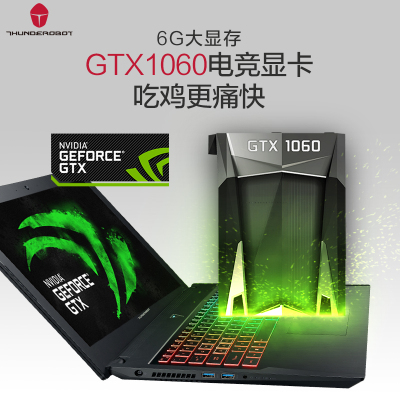 THUNDEROBOT
6G大显存
GTX1060电竞显卡
吃鸡更痛快
NVIDIA
GEFORCE®
GTX
GTX 1060
NVIDIA
GEFORCE
GTX